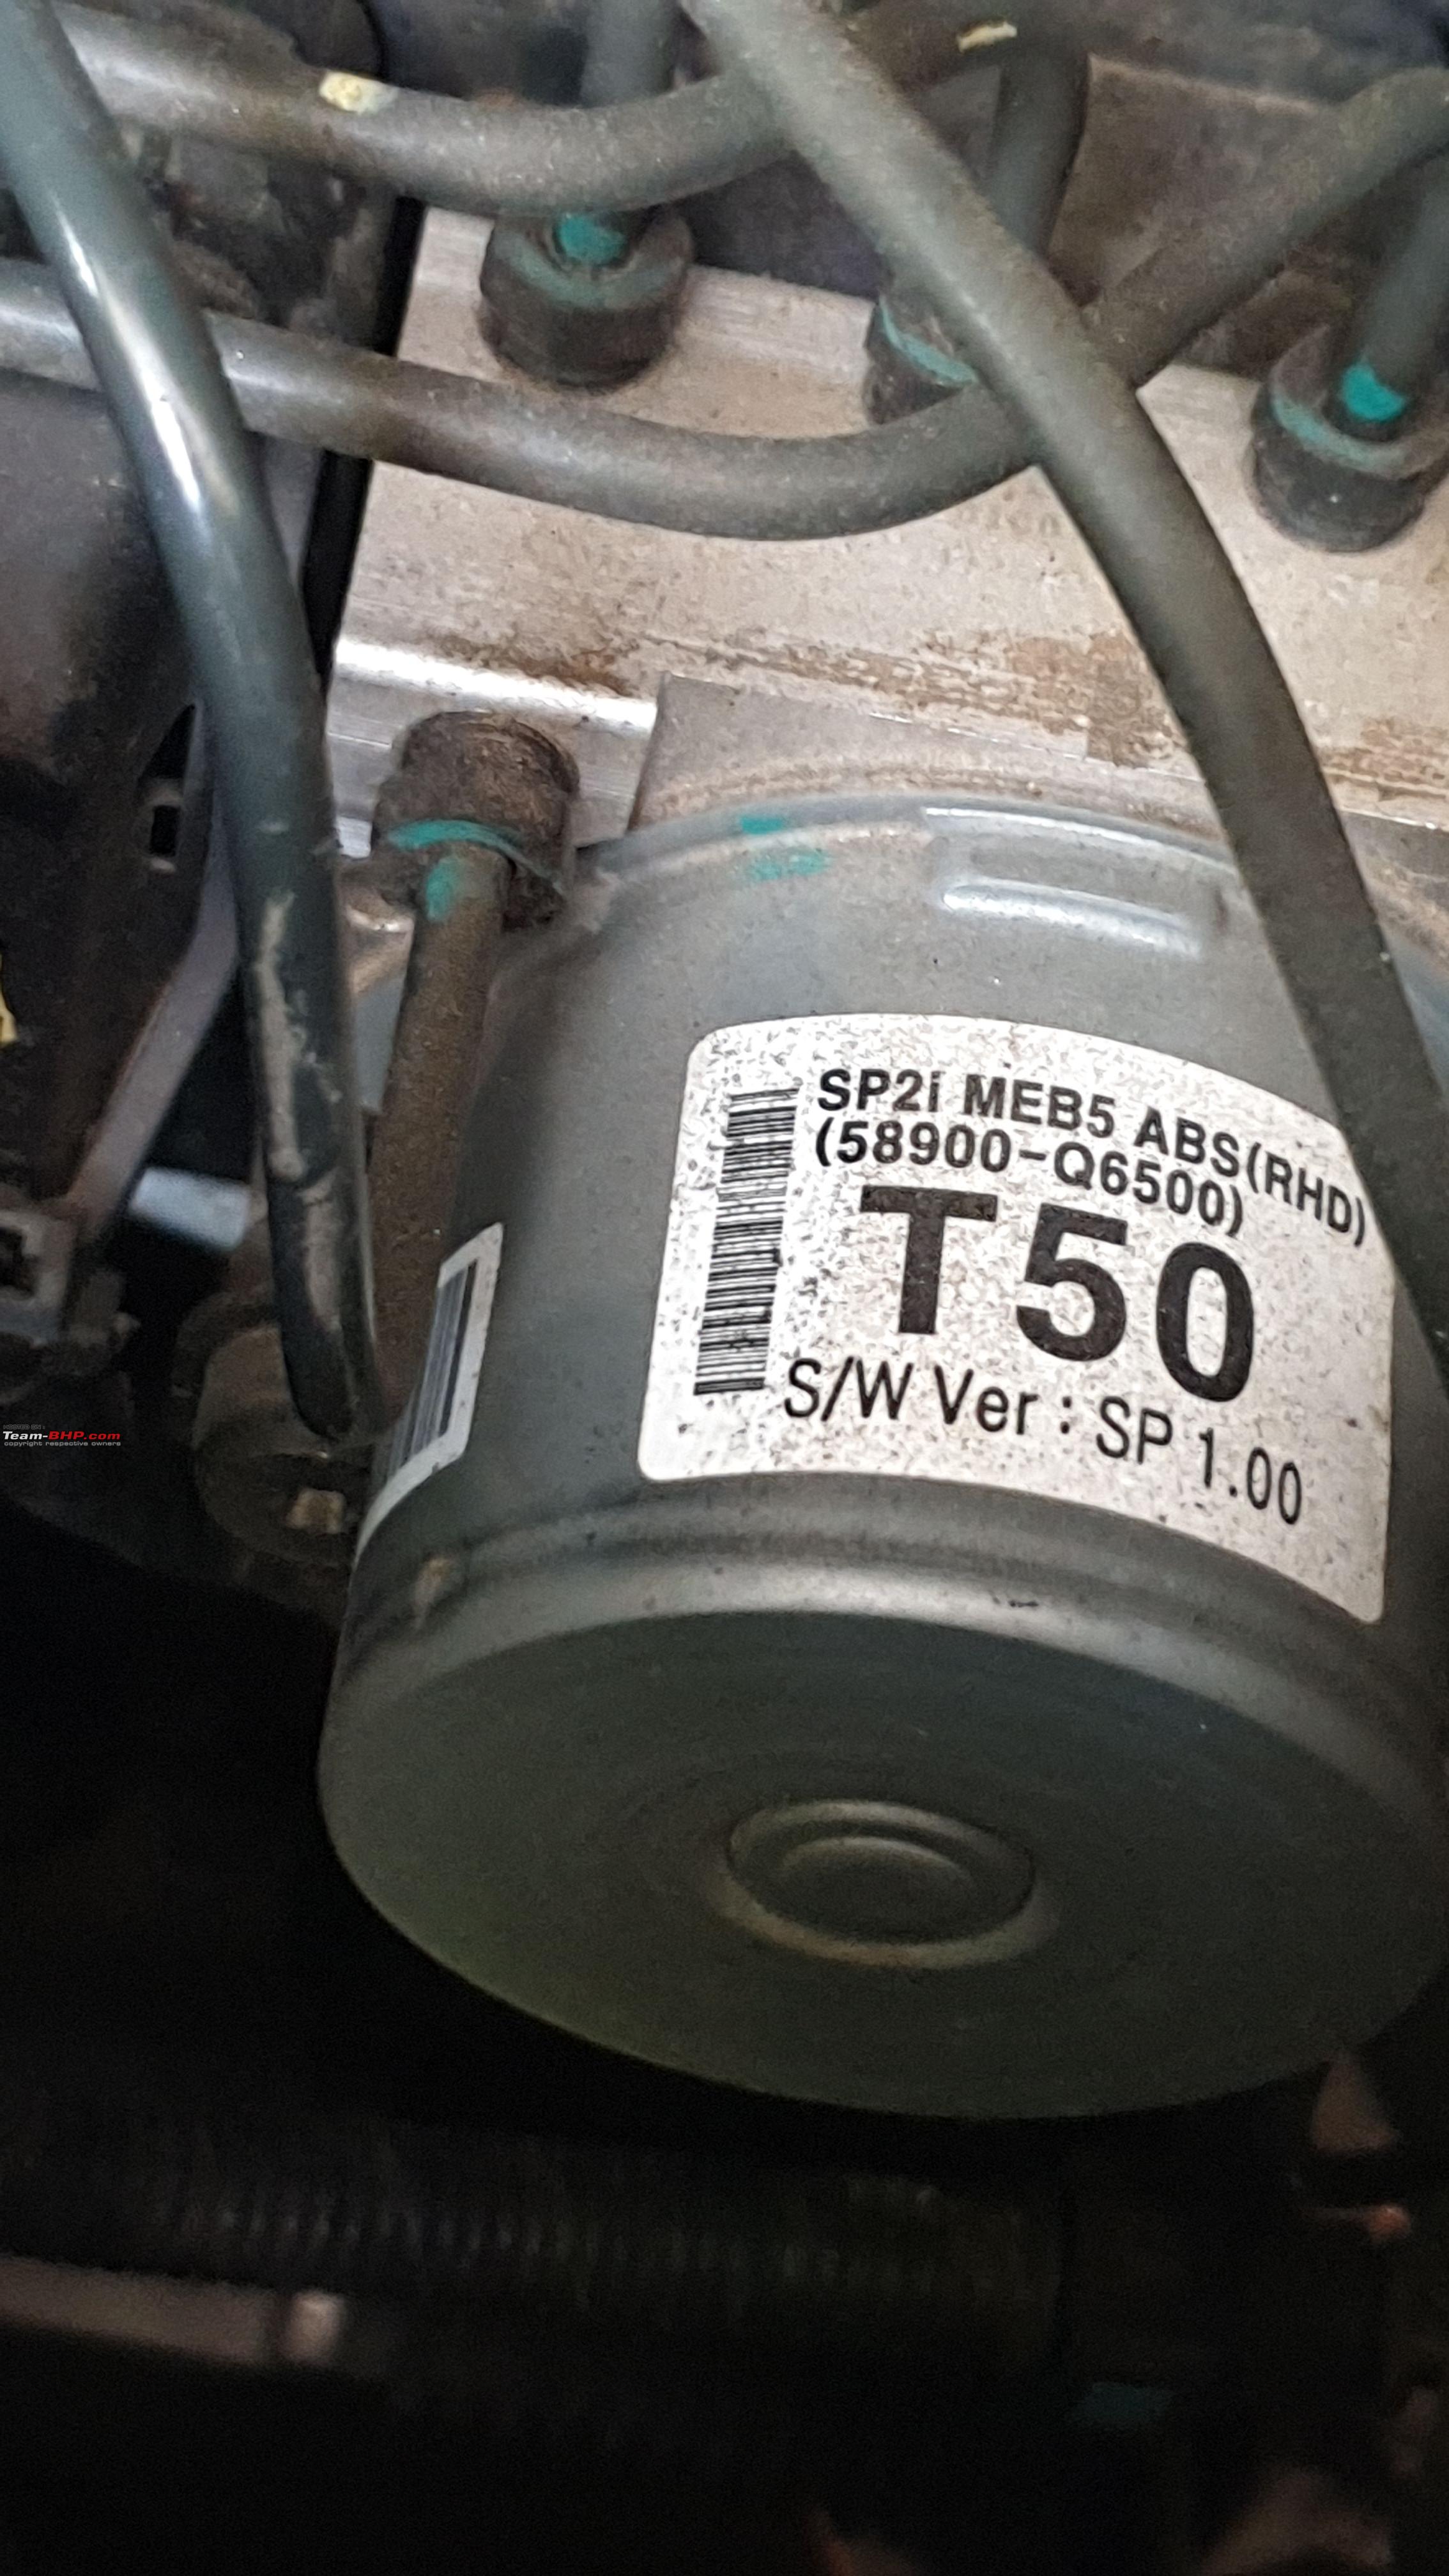 SP2i MEB5 ABS(RHD)
(58900-Q6500)
T50
S/W Ver : SP 1.00
Team-BHP.com
copyright respective owners